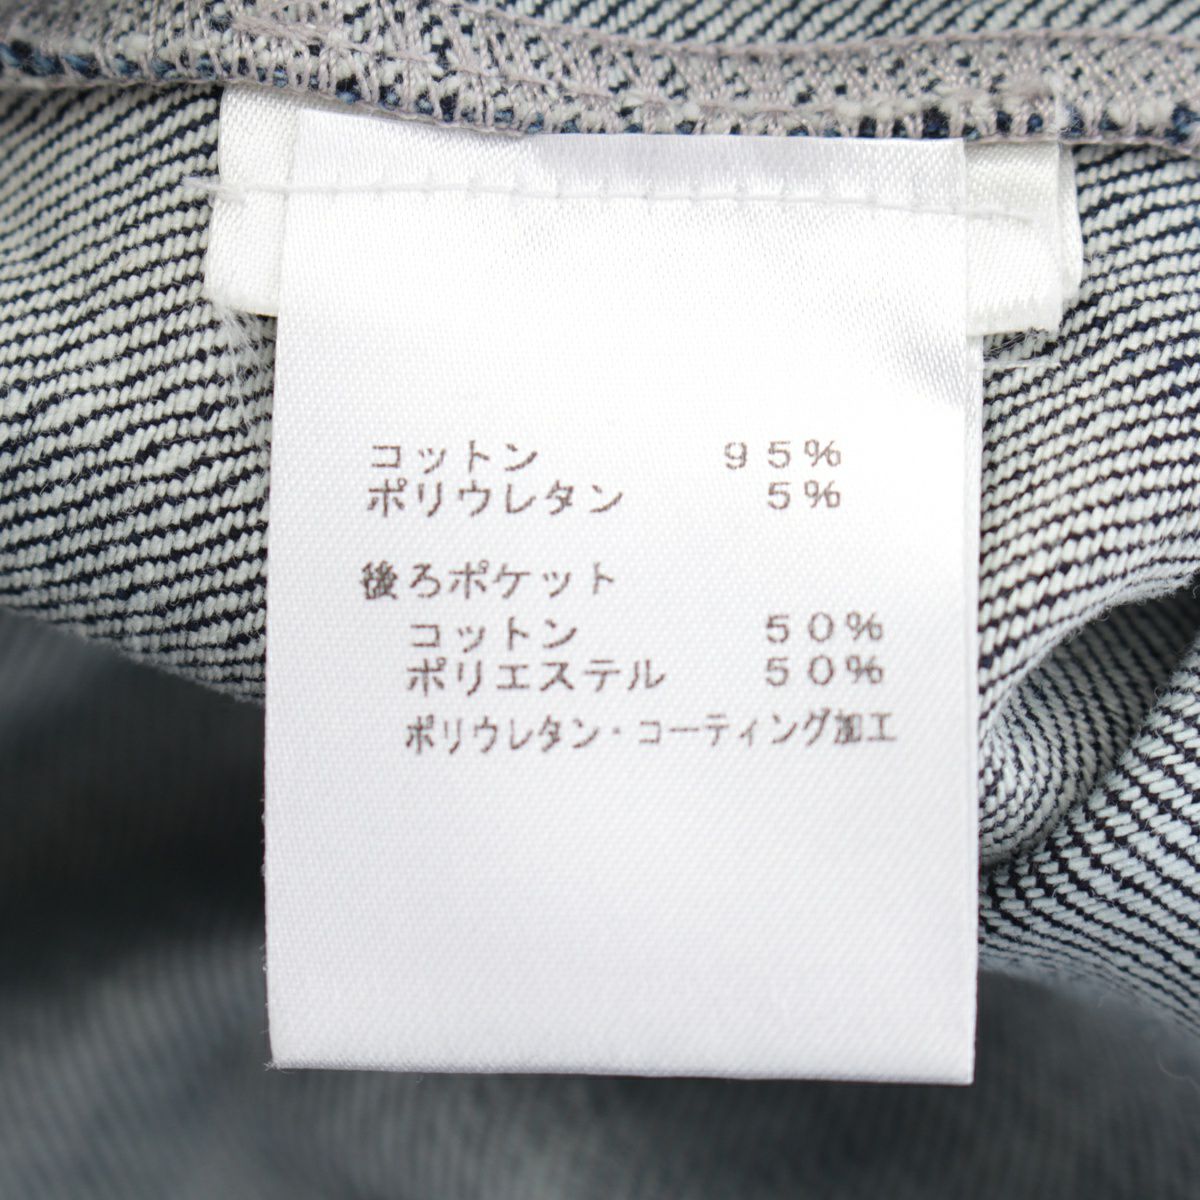 コットン 95%
ポリウレタン 5%
後ろポケット
コットン 50%
ポリエステル 50%
ポリウレタン・コーティング加工